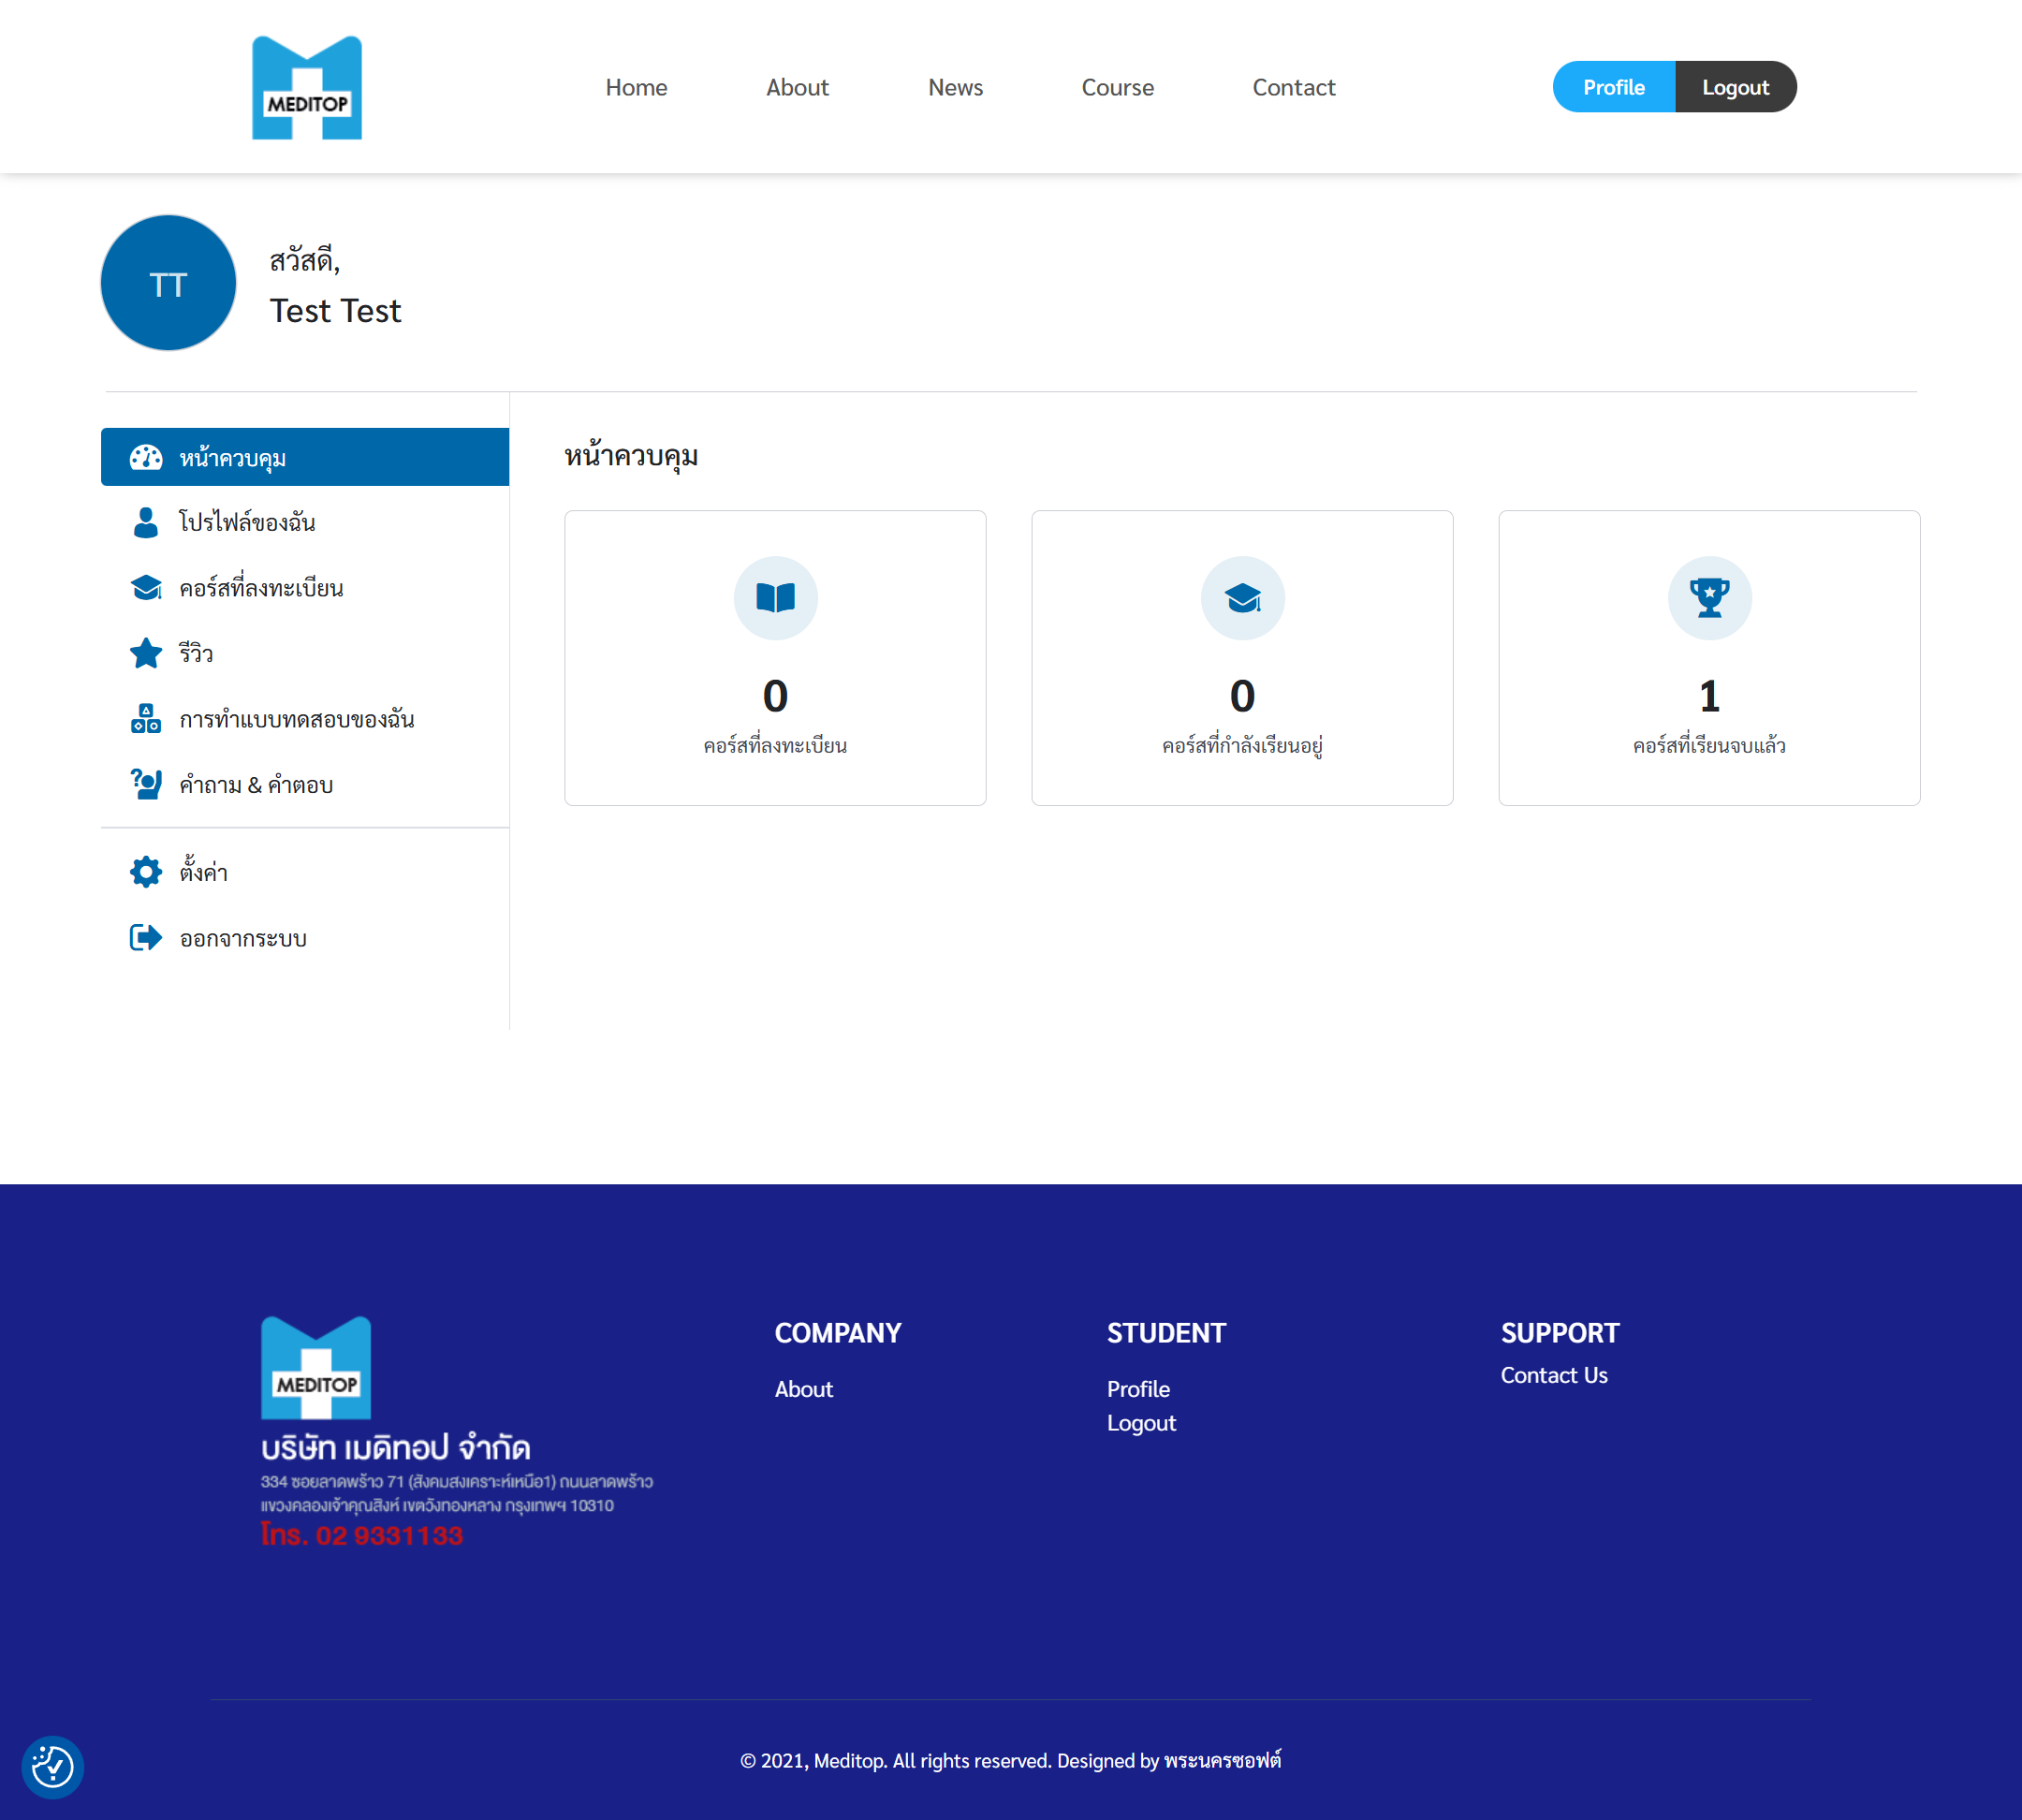 MEDITOP
Home
About
News
Course
Contact
Profile
Logout
TT
สวัสดี,
Test Test
หน้าควบคุม
โปรไฟล์ของฉัน
คอร์สที่ลงทะเบียน
รีวิว
การทำแบบทดสอบของฉัน
คำถาม & คำตอบ
ตั้งค่า
ออกจากระบบ
หน้าควบคุม
0
คอร์สที่ลงทะเบียน
0
คอร์สที่กำลังเรียนอยู่
1
คอร์สที่เรียนจบแล้ว
MEDITOP
บริษัท เมดิทอป จำกัด
334 ซอยลาดพร้าว 71 (สังคมสงเคราะห์เหนือ1) ถนนลาดพร้าว
แขวงคลองเจ้าคุณสิงห์ เขตวังทองหลาง กรุงเทพฯ 10310
โทร. 02 9331133
COMPANY
About
STUDENT
Profile
Logout
SUPPORT
Contact Us
© 2021, Meditop. All rights reserved. Designed by พระนครซอฟต์